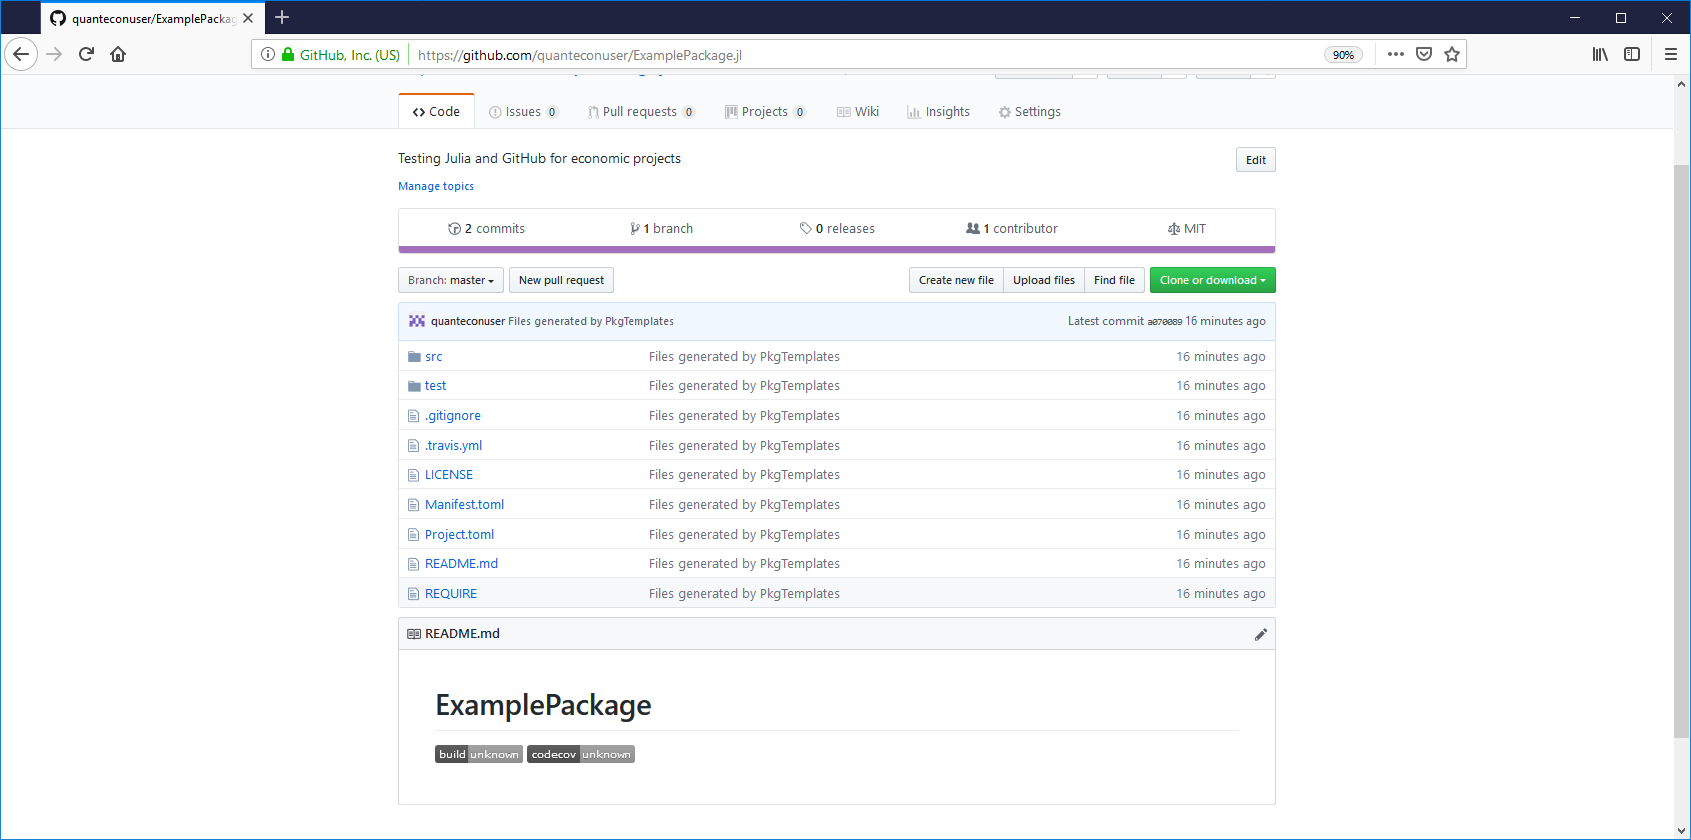 quanteconuser/ExamplePackag
GitHub, Inc. (US) https://github.com/quanteconuser/ExamplePackage.jl 90%
Code Issues 0 Pull requests 0 Projects 0 Wiki Insights Settings
Testing Julia and GitHub for economic projects Edit
Manage topics
2 commits 1 branch 0 releases 1 contributor MIT
Branch: master New pull request Create new file Upload files Find file Clone or download
quanteconuser Files generated by PkgTemplates Latest commit a070089 16 minutes ago
src Files generated by PkgTemplates 16 minutes ago
test Files generated by PkgTemplates 16 minutes ago
.gitignore Files generated by PkgTemplates 16 minutes ago
.travis.yml Files generated by PkgTemplates 16 minutes ago
LICENSE Files generated by PkgTemplates 16 minutes ago
Manifest.toml Files generated by PkgTemplates 16 minutes ago
Project.toml Files generated by PkgTemplates 16 minutes ago
README.md Files generated by PkgTemplates 16 minutes ago
REQUIRE Files generated by PkgTemplates 16 minutes ago
README.md
ExamplePackage
build unknown codecov unknown